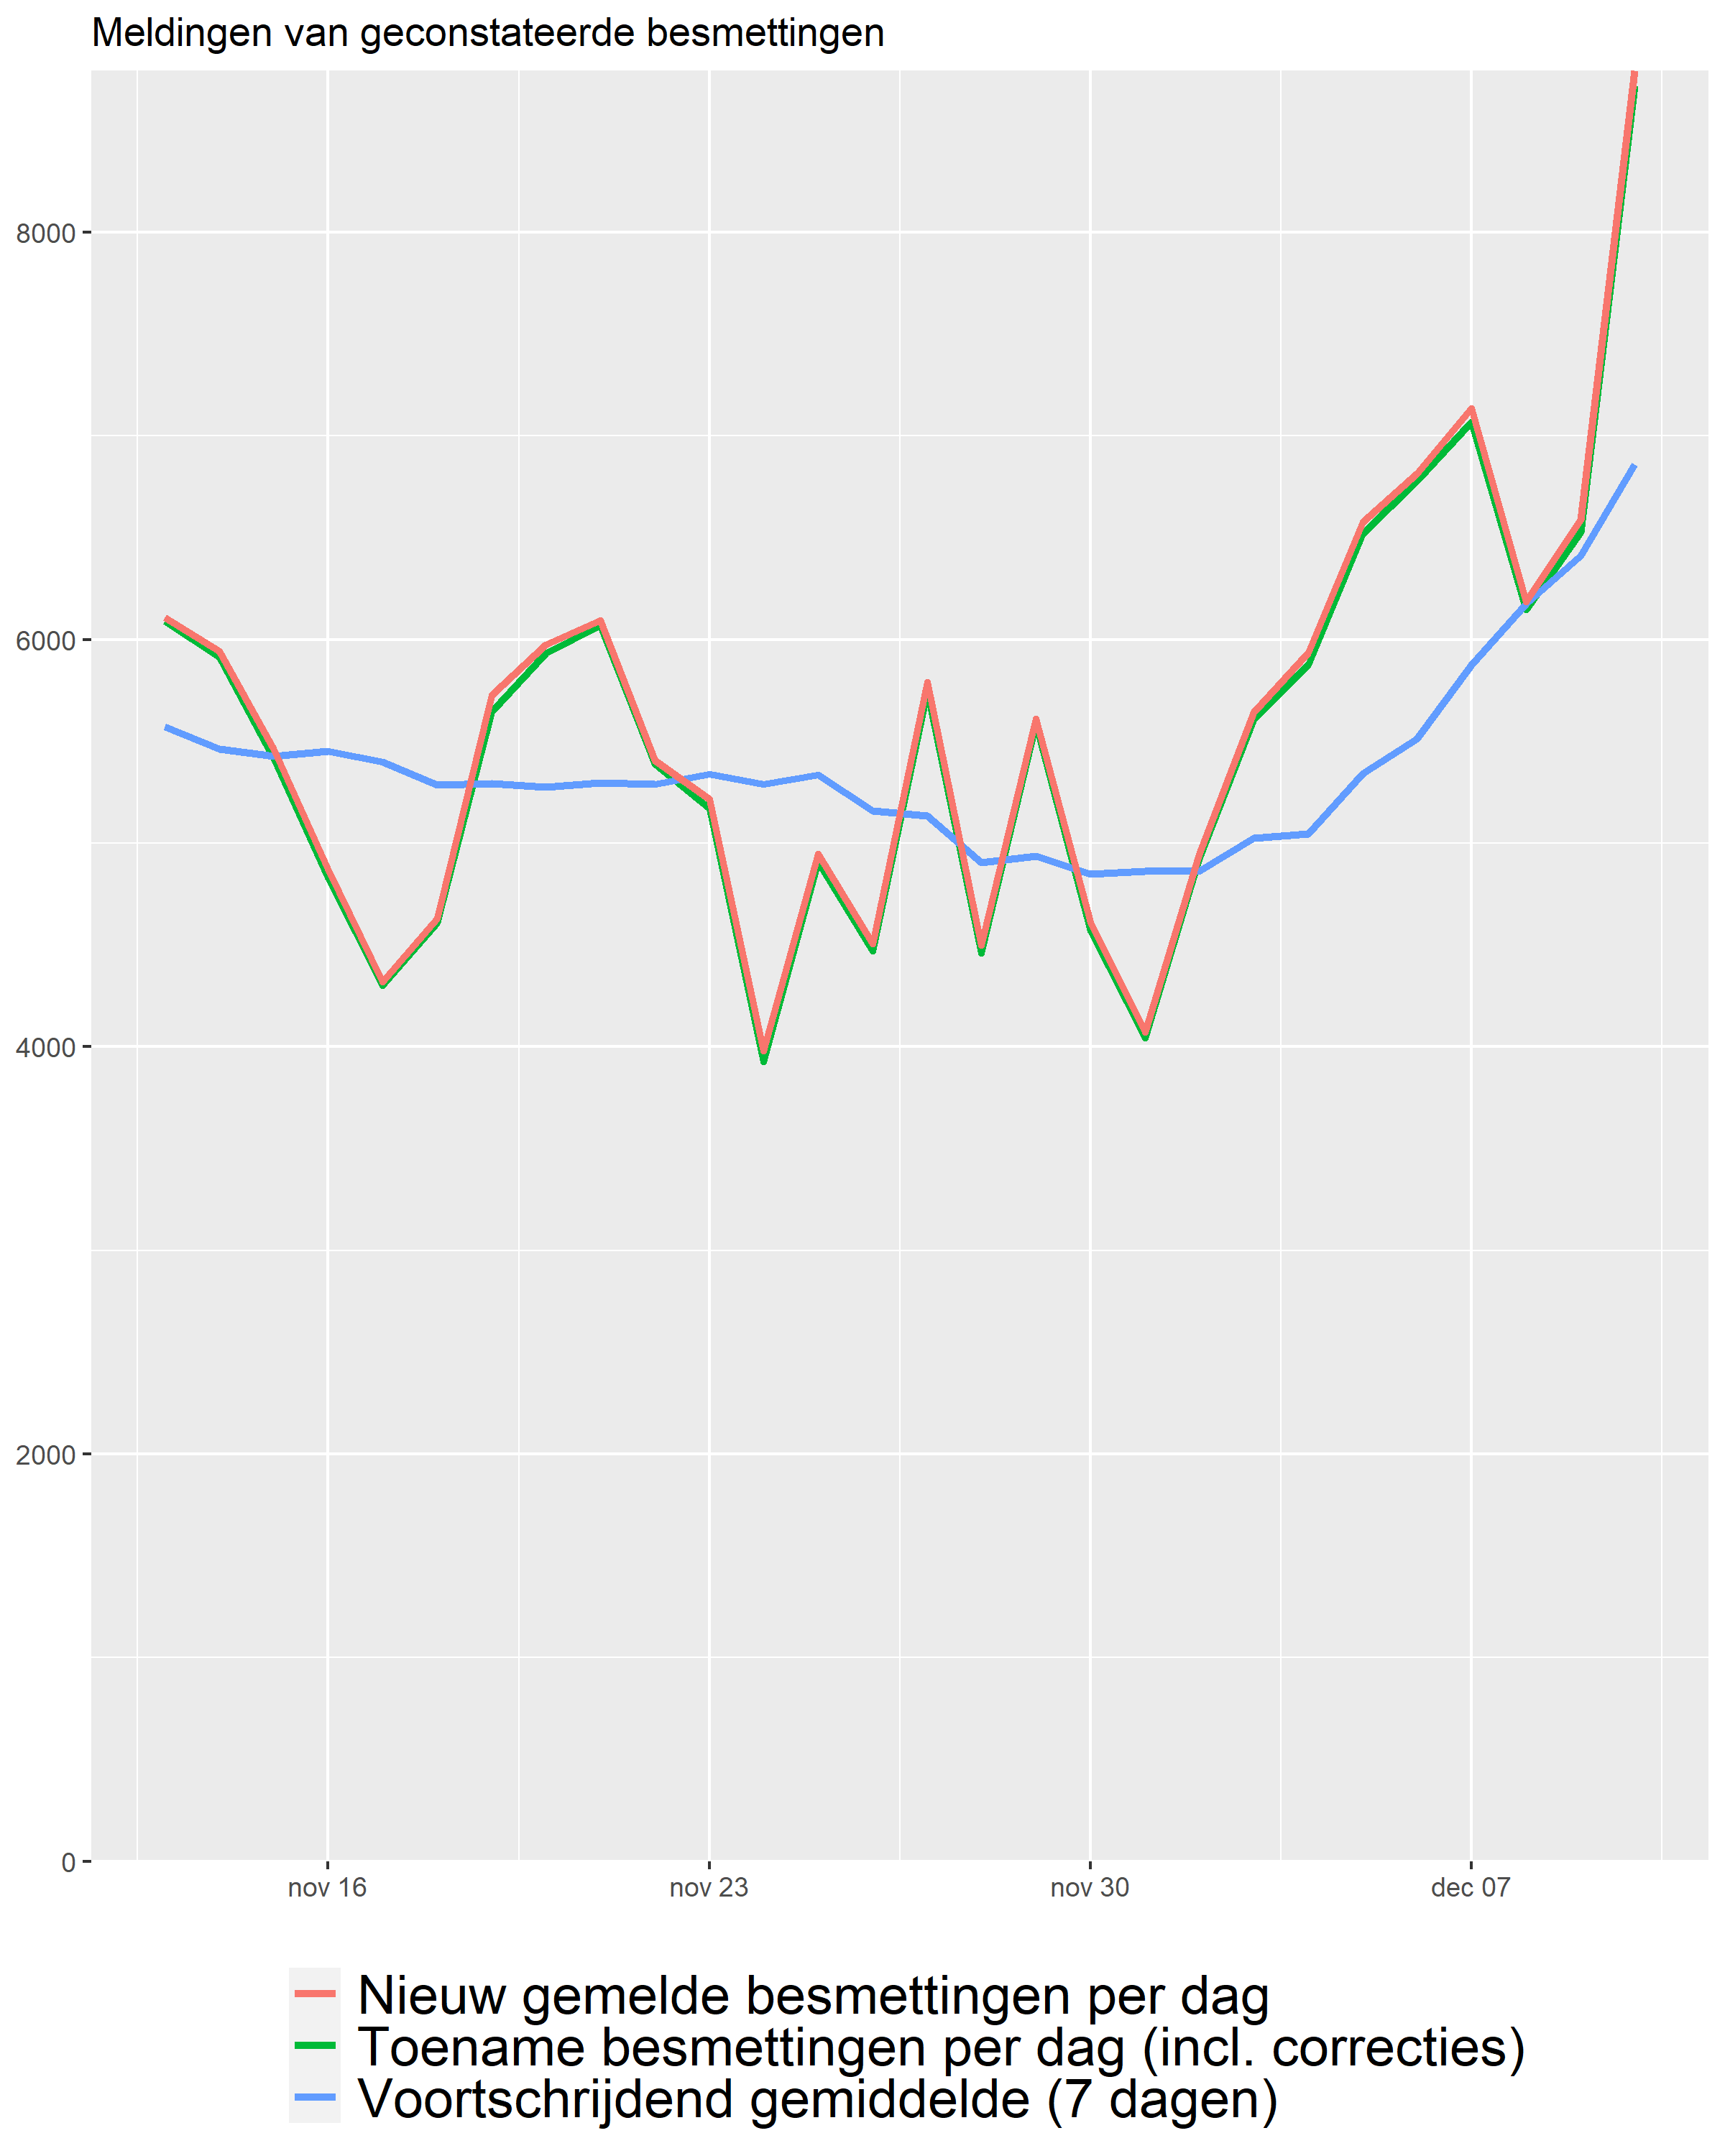 Meldingen van geconstateerde besmettingen
8000
6000
4000
2000
0
nov 16
nov 23
nov 30
dec 07
Nieuw gemelde besmettingen per dag
Toename besmettingen per dag (incl. correcties)
Voortschrijdend gemiddelde (7 dagen)